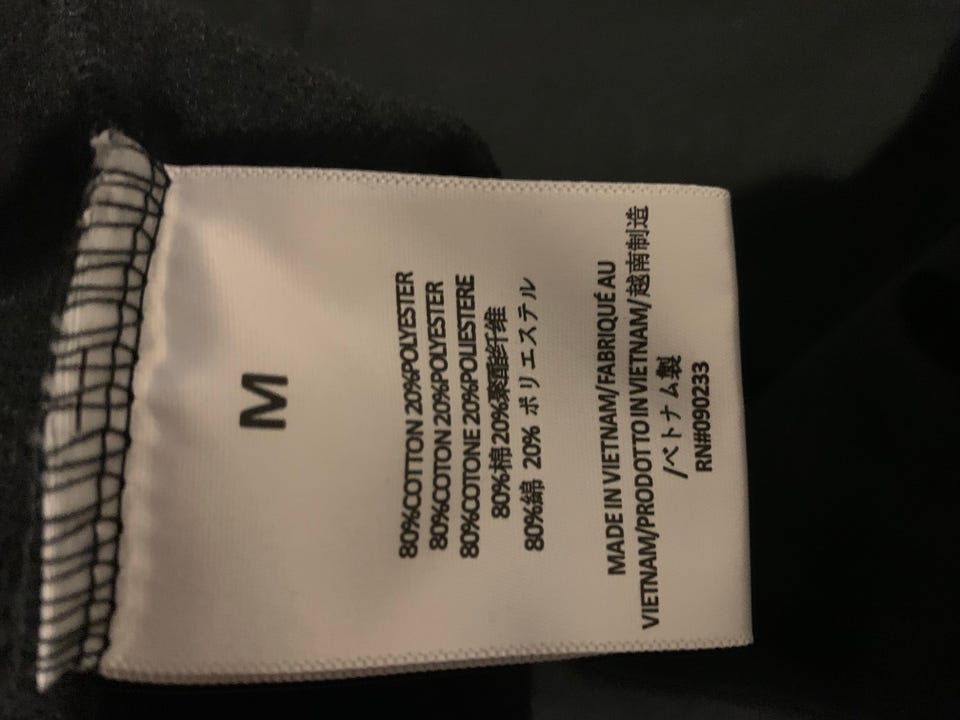 M
80%COTTON 20%POLYESTER
80%COTON 20%POLYESTER
80%COTONE 20%POLIESTERE
80%棉 20%聚酯纤维
80%綿 20% ポリエステル
MADE IN VIETNAM/FABRIQUÉ AU
VIETNAM/PRODOTTO IN VIETNAM/越南制造
/ベトナム製
RN#090233